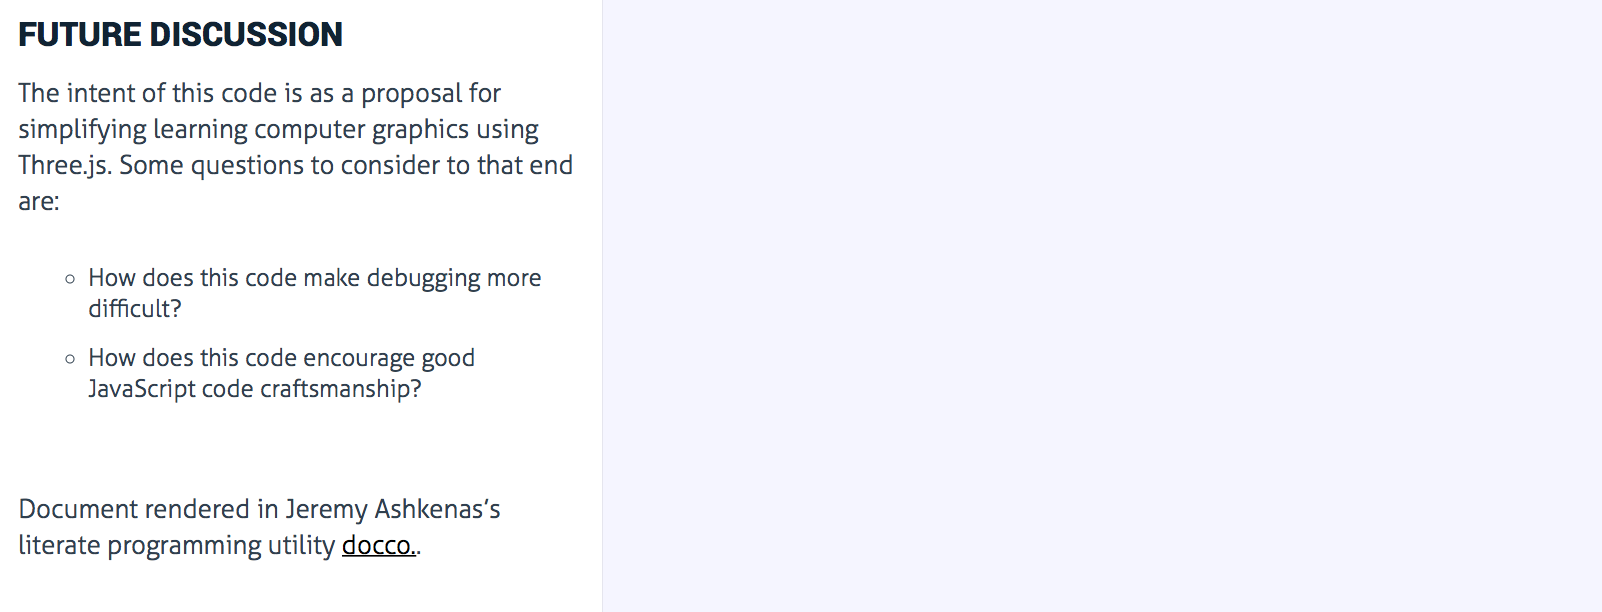 FUTURE DISCUSSION
The intent of this code is as a proposal for
simplifying learning computer graphics using
Three.js. Some questions to consider to that end
are:
How does this code make debugging more
difficult?
How does this code encourage good
JavaScript code craftsmanship?
Document rendered in Jeremy Ashkenas’s
literate programming utility docco..